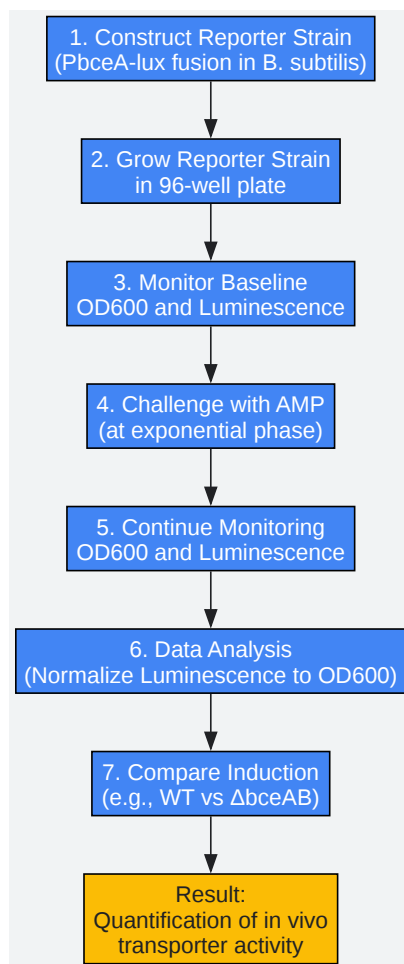 1. Construct Reporter Strain
(PbceA-lux fusion in B. subtilis)
2. Grow Reporter Strain
in 96-well plate
3. Monitor Baseline
OD600 and Luminescence
4. Challenge with AMP
(at exponential phase)
5. Continue Monitoring
OD600 and Luminescence
6. Data Analysis
(Normalize Luminescence to OD600)
7. Compare Induction
(e.g., WT vs ΔbceAB)
Result:
Quantification of in vivo
transporter activity